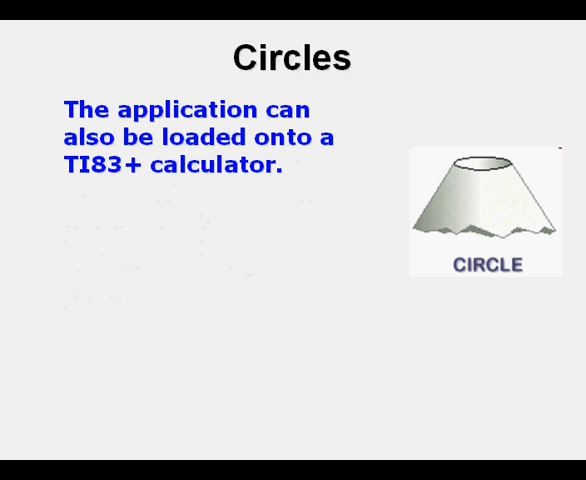 Circles
The application can
also be loaded onto a
TI83+ calculator.
CIRCLE